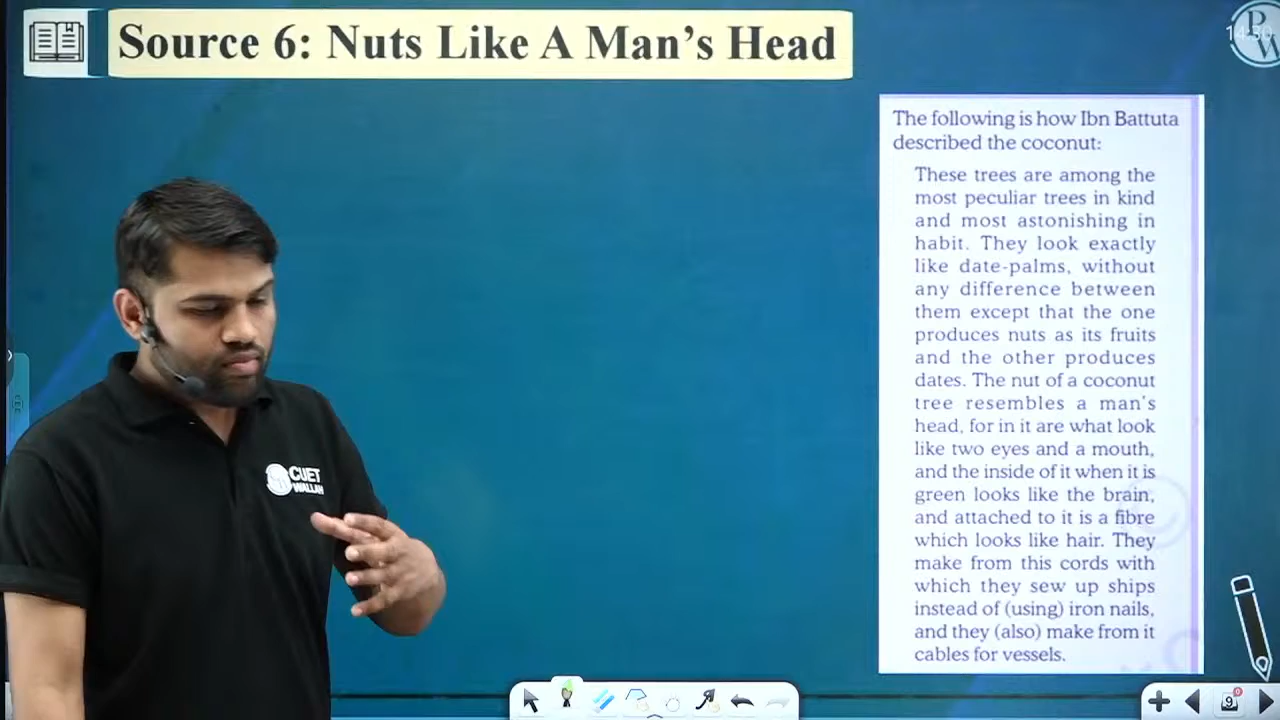 Source 6: Nuts Like A Man's Head
P
W
The following is how Ibn Battuta
described the coconut:
These trees are among the
most peculiar trees in kind
and most astonishing in
habit. They look exactly
like date-palms, without
any difference between
them except that the one
produces nuts as its fruits
and the other produces
dates. The nut of a coconut
tree resembles a man's
head, for in it are what look
like two eyes and a mouth,
and the inside of it when it is
green looks like the brain,
and attached to it is a fibre
which looks like hair. They
make from this cords with
which they sew up ships
instead of (using) iron nails,
and they (also) make from it
cables for vessels.
CUET
WALLAH
9
0